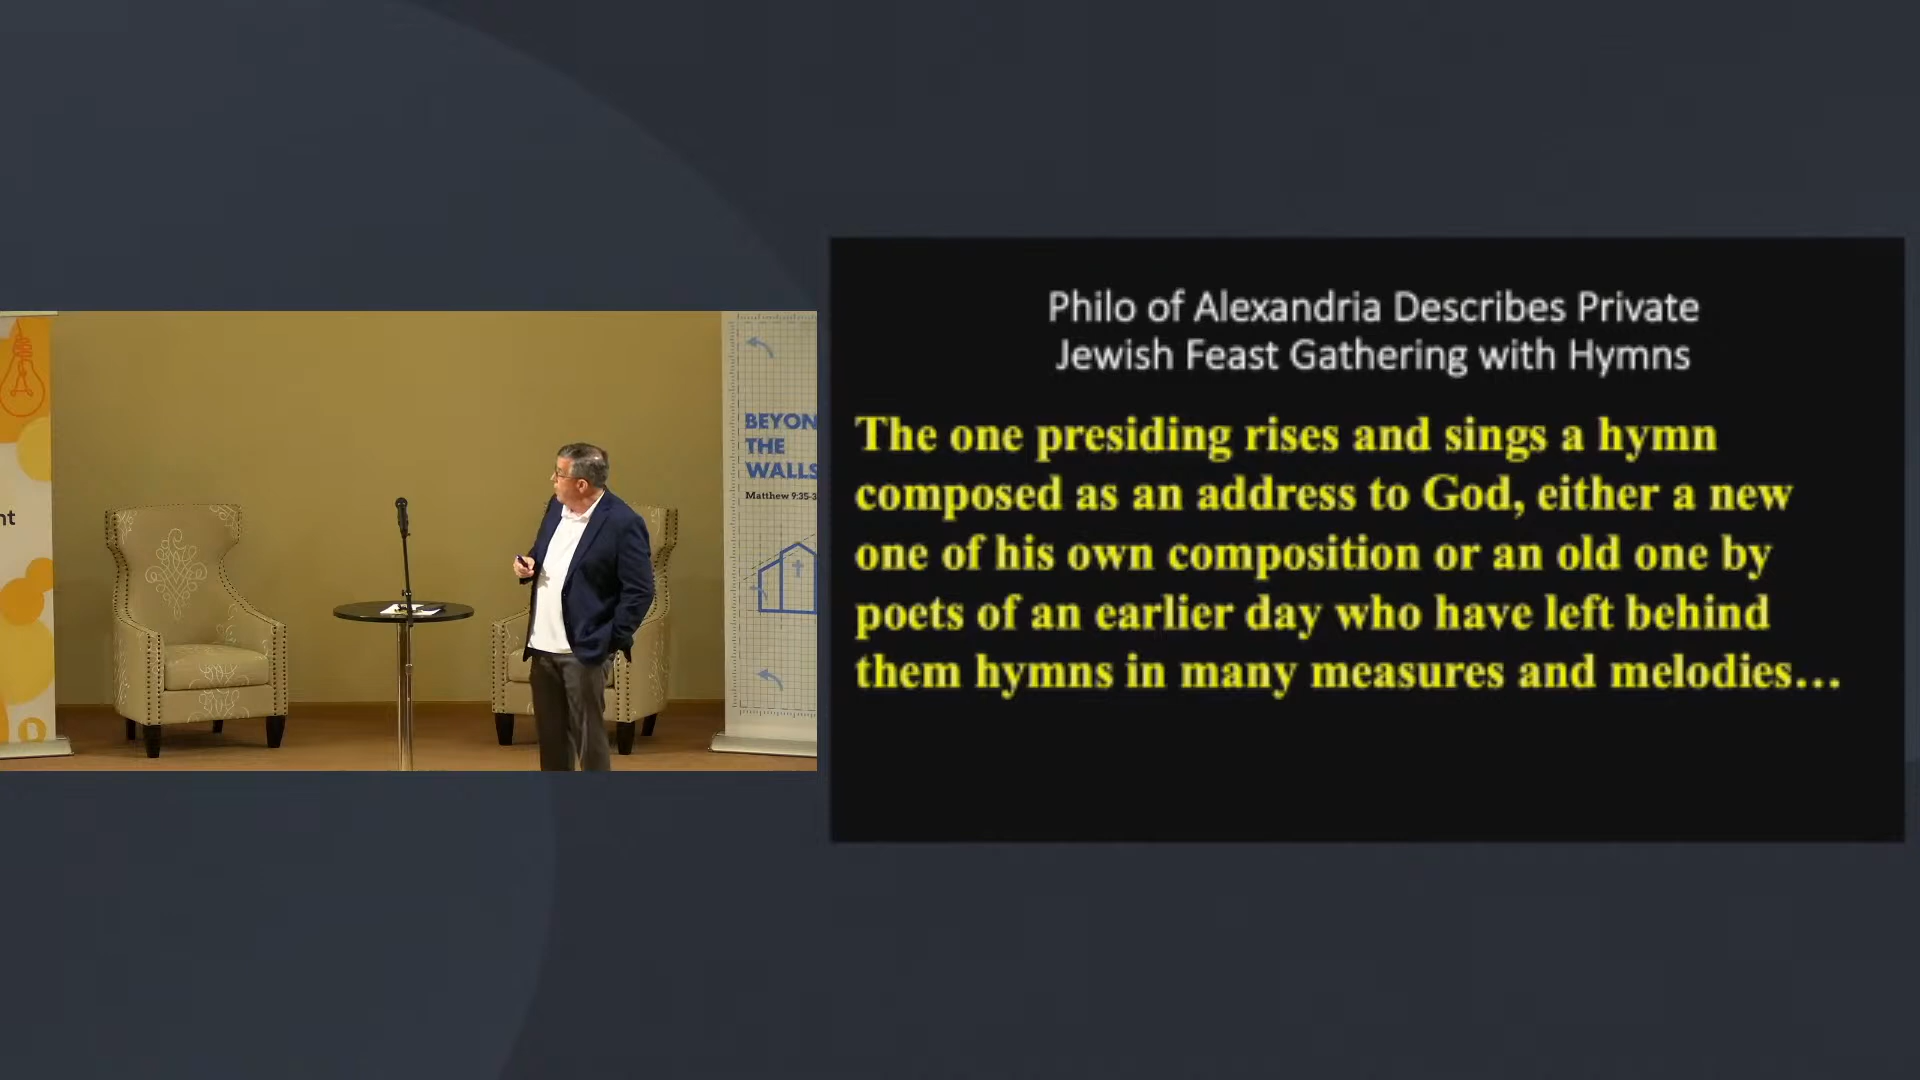 nt
BEYON
THE
WALLS
Matthew 9:35-3
Philo of Alexandria Describes Private
Jewish Feast Gathering with Hymns
The one presiding rises and sings a hymn
composed as an address to God, either a new
one of his own composition or an old one by
poets of an earlier day who have left behind
them hymns in many measures and melodies…